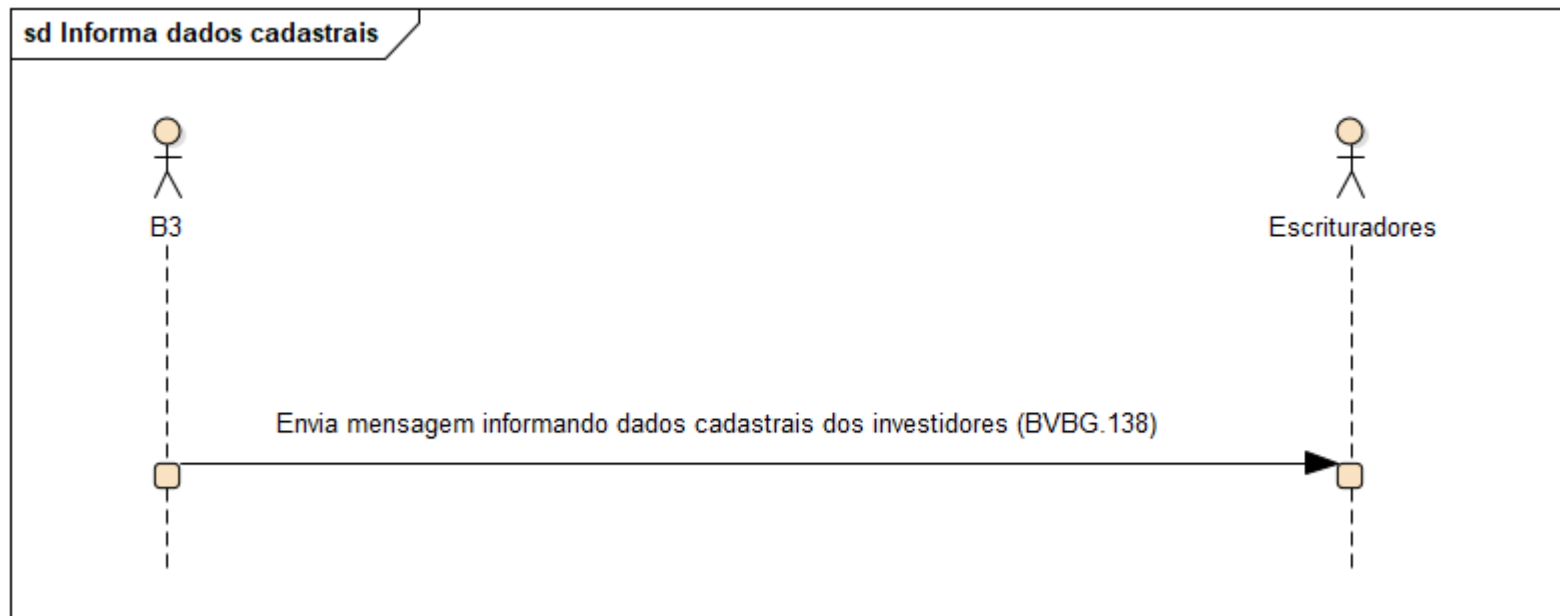 sd Informa dados cadastrais
B3
Escrituradores
Envia mensagem informando dados cadastrais dos investidores (BVBG.138)